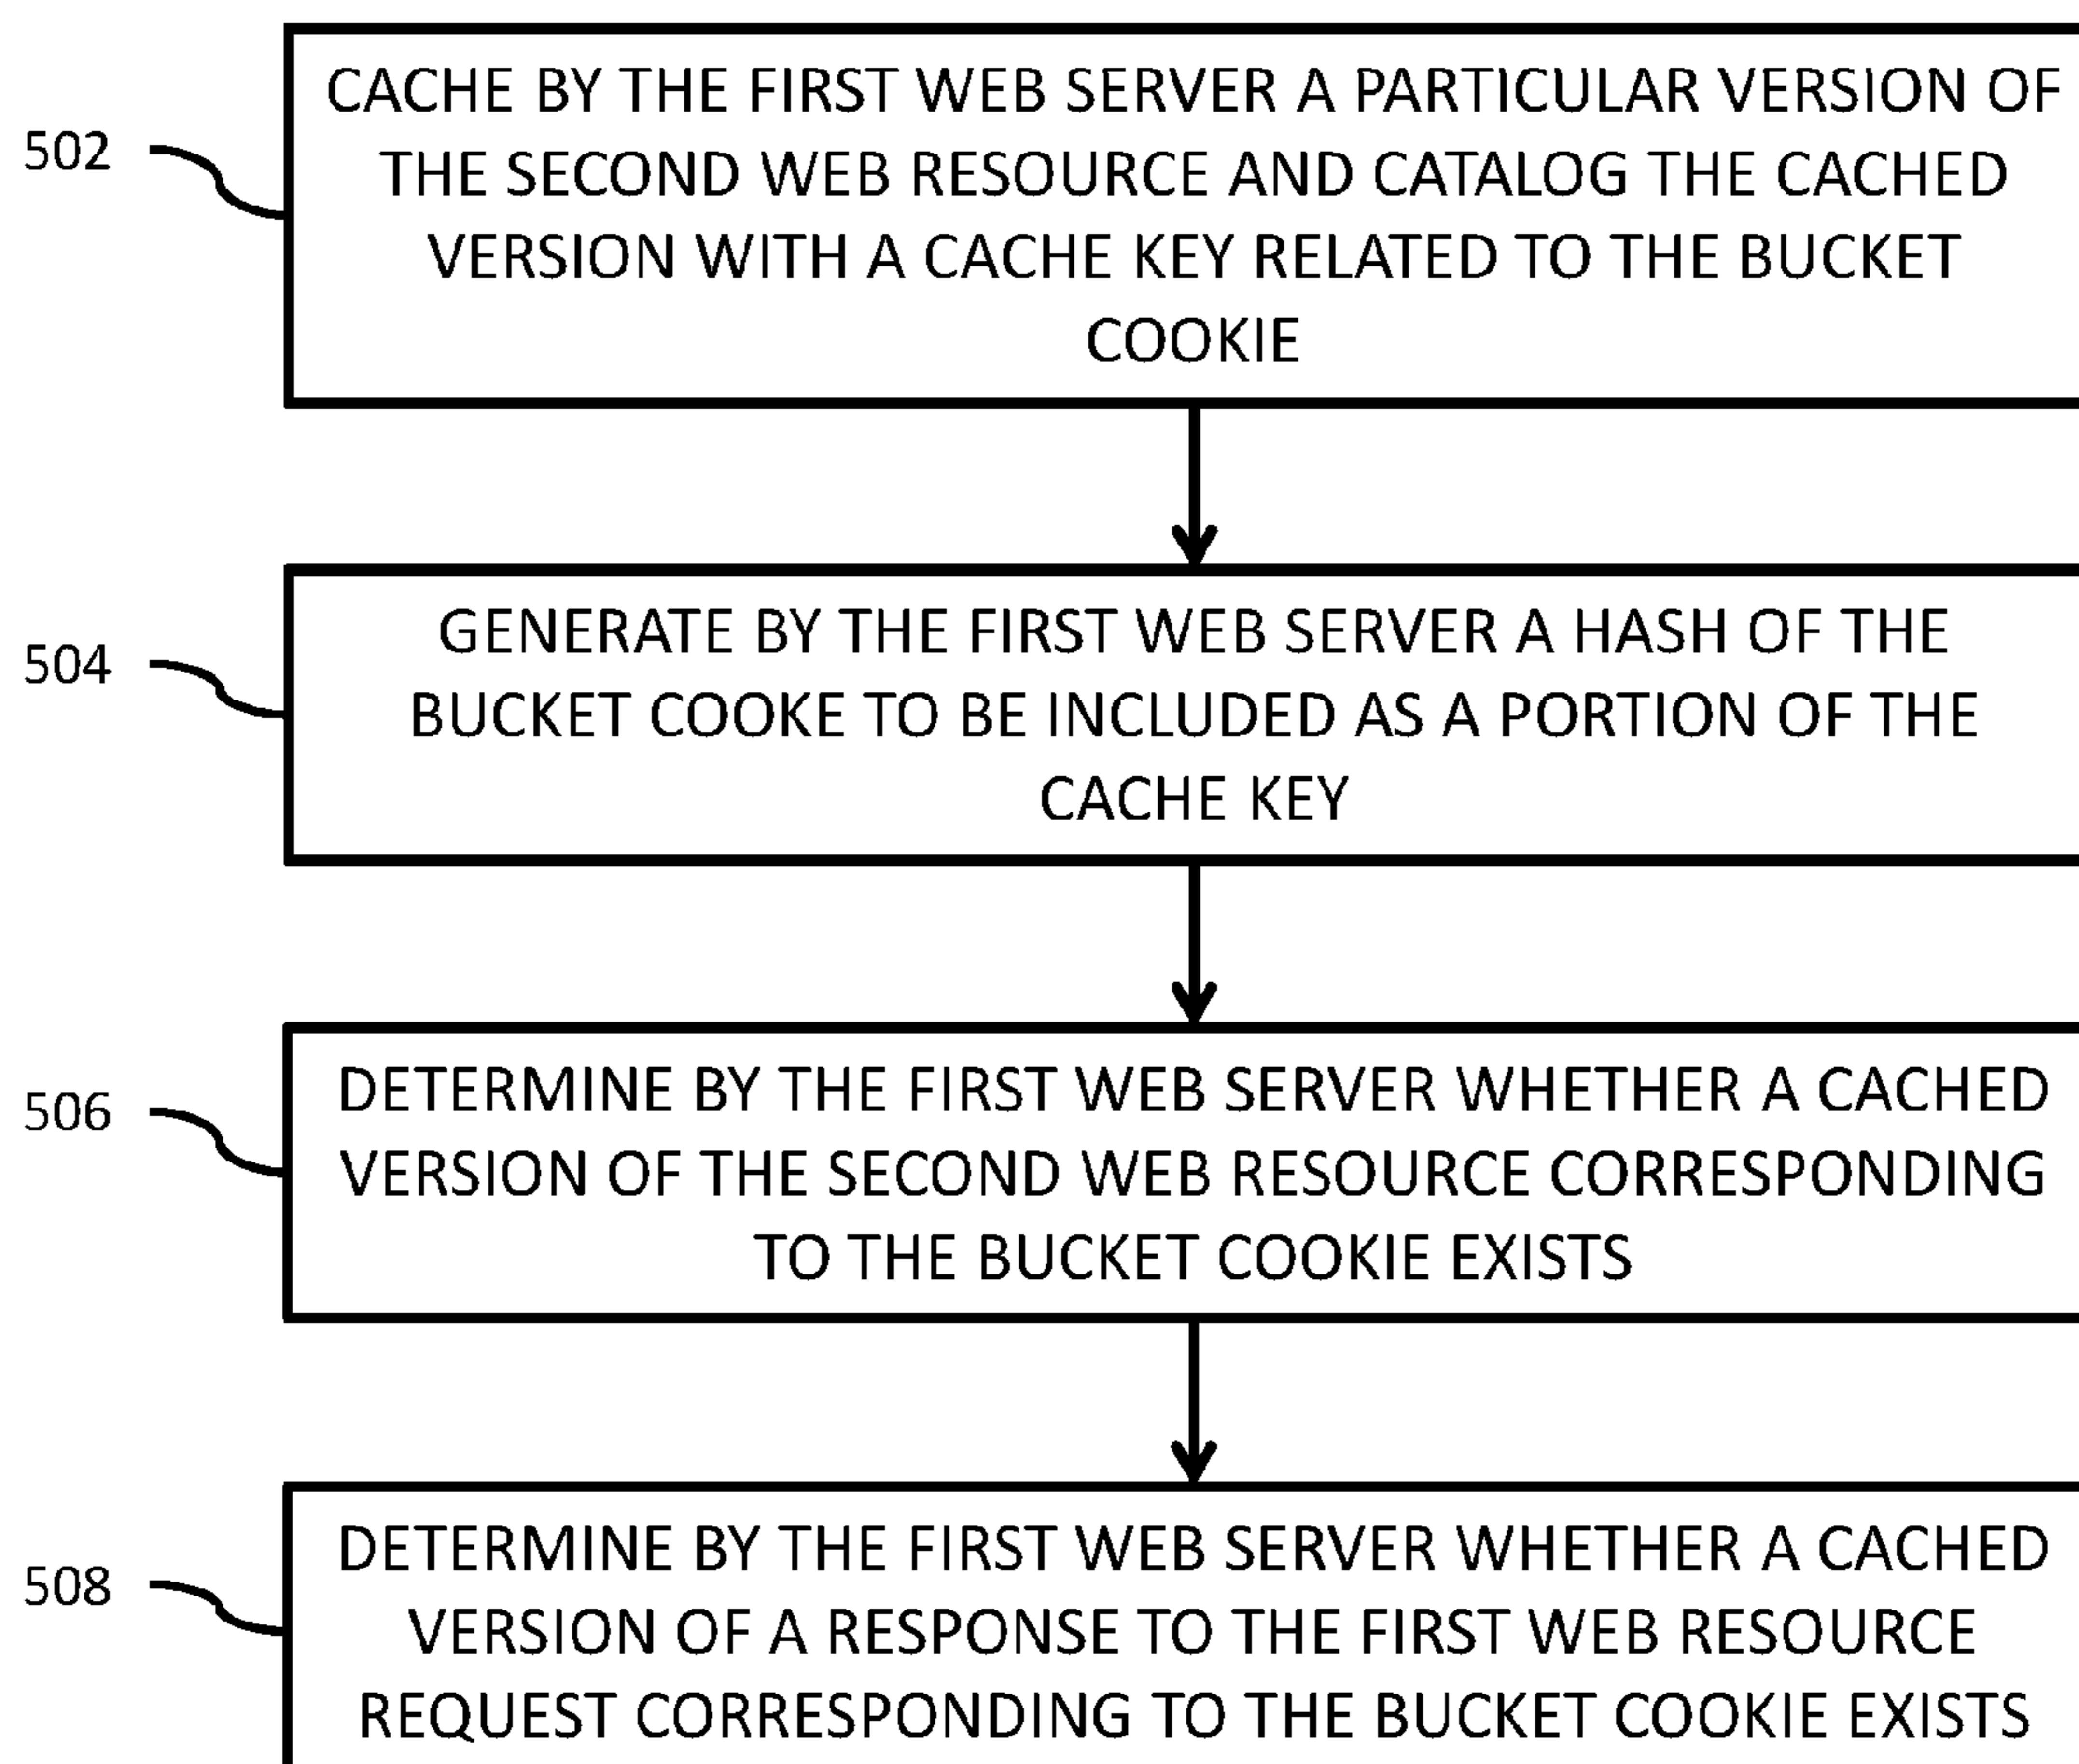 502
CACHE BY THE FIRST WEB SERVER A PARTICULAR VERSION OF
THE SECOND WEB RESOURCE AND CATALOG THE CACHED
VERSION WITH A CACHE KEY RELATED TO THE BUCKET
COOKIE
504
GENERATE BY THE FIRST WEB SERVER A HASH OF THE
BUCKET COOKE TO BE INCLUDED AS A PORTION OF THE
CACHE KEY
506
DETERMINE BY THE FIRST WEB SERVER WHETHER A CACHED
VERSION OF THE SECOND WEB RESOURCE CORRESPONDING
TO THE BUCKET COOKIE EXISTS
508
DETERMINE BY THE FIRST WEB SERVER WHETHER A CACHED
VERSION OF A RESPONSE TO THE FIRST WEB RESOURCE
REQUEST CORRESPONDING TO THE BUCKET COOKIE EXISTS